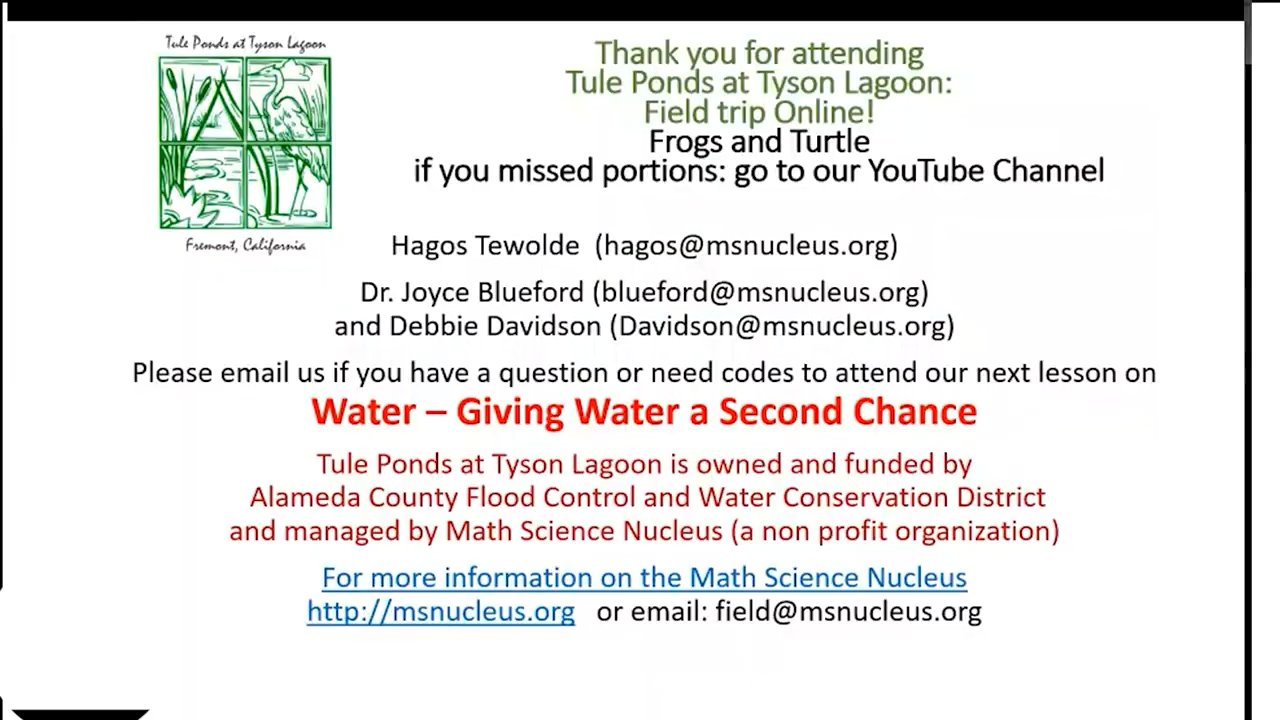 Tule Ponds at Tyson Lagoon
Fremont, California
Thank you for attending
Tule Ponds at Tyson Lagoon:
Field trip Online!
Frogs and Turtle
if you missed portions: go to our YouTube Channel
Hagos Tewolde (hagos@msnucleus.org)
Dr. Joyce Blueford (blueford@msnucleus.org)
and Debbie Davidson (Davidson@msnucleus.org)
Please email us if you have a question or need codes to attend our next lesson on
Water – Giving Water a Second Chance
Tule Ponds at Tyson Lagoon is owned and funded by
Alameda County Flood Control and Water Conservation District
and managed by Math Science Nucleus (a non profit organization)
For more information on the Math Science Nucleus
http://msnucleus.org or email: field@msnucleus.org